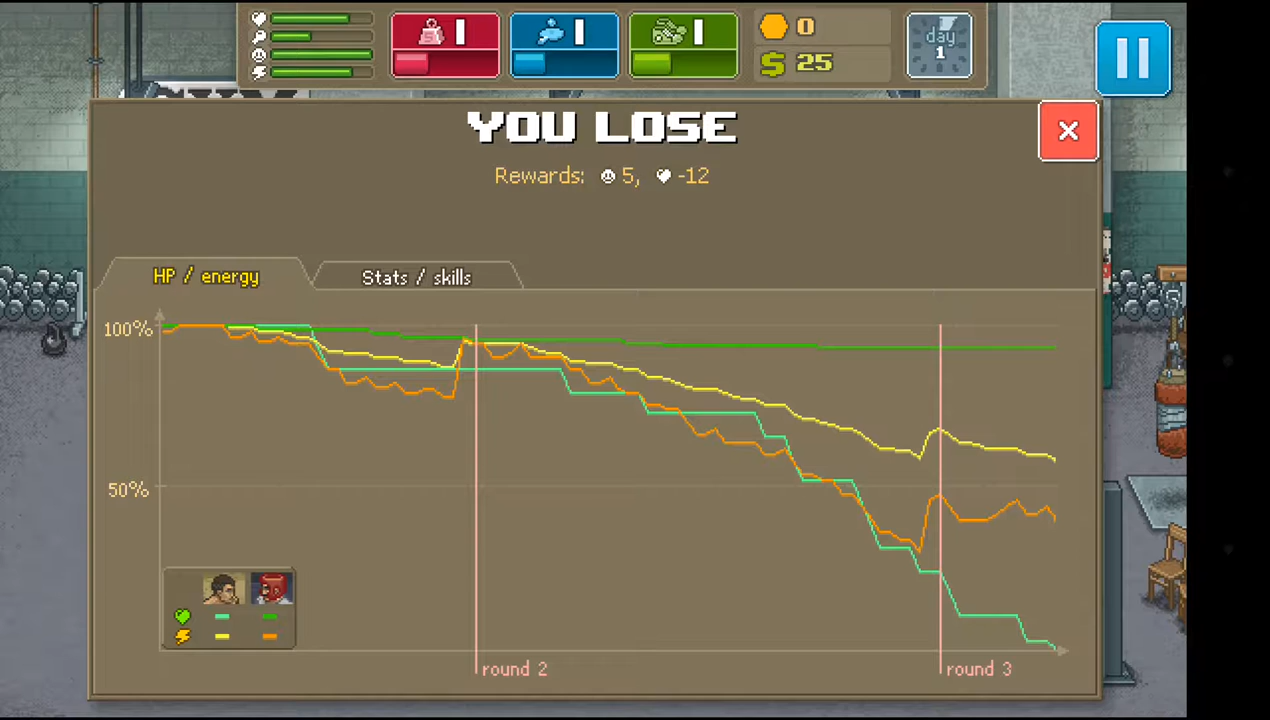 1
1
1
0
25
day
1
YOU LOSE
Rewards: 5, -12
HP / energy
Stats / skills
100%
50%
round 2
round 3